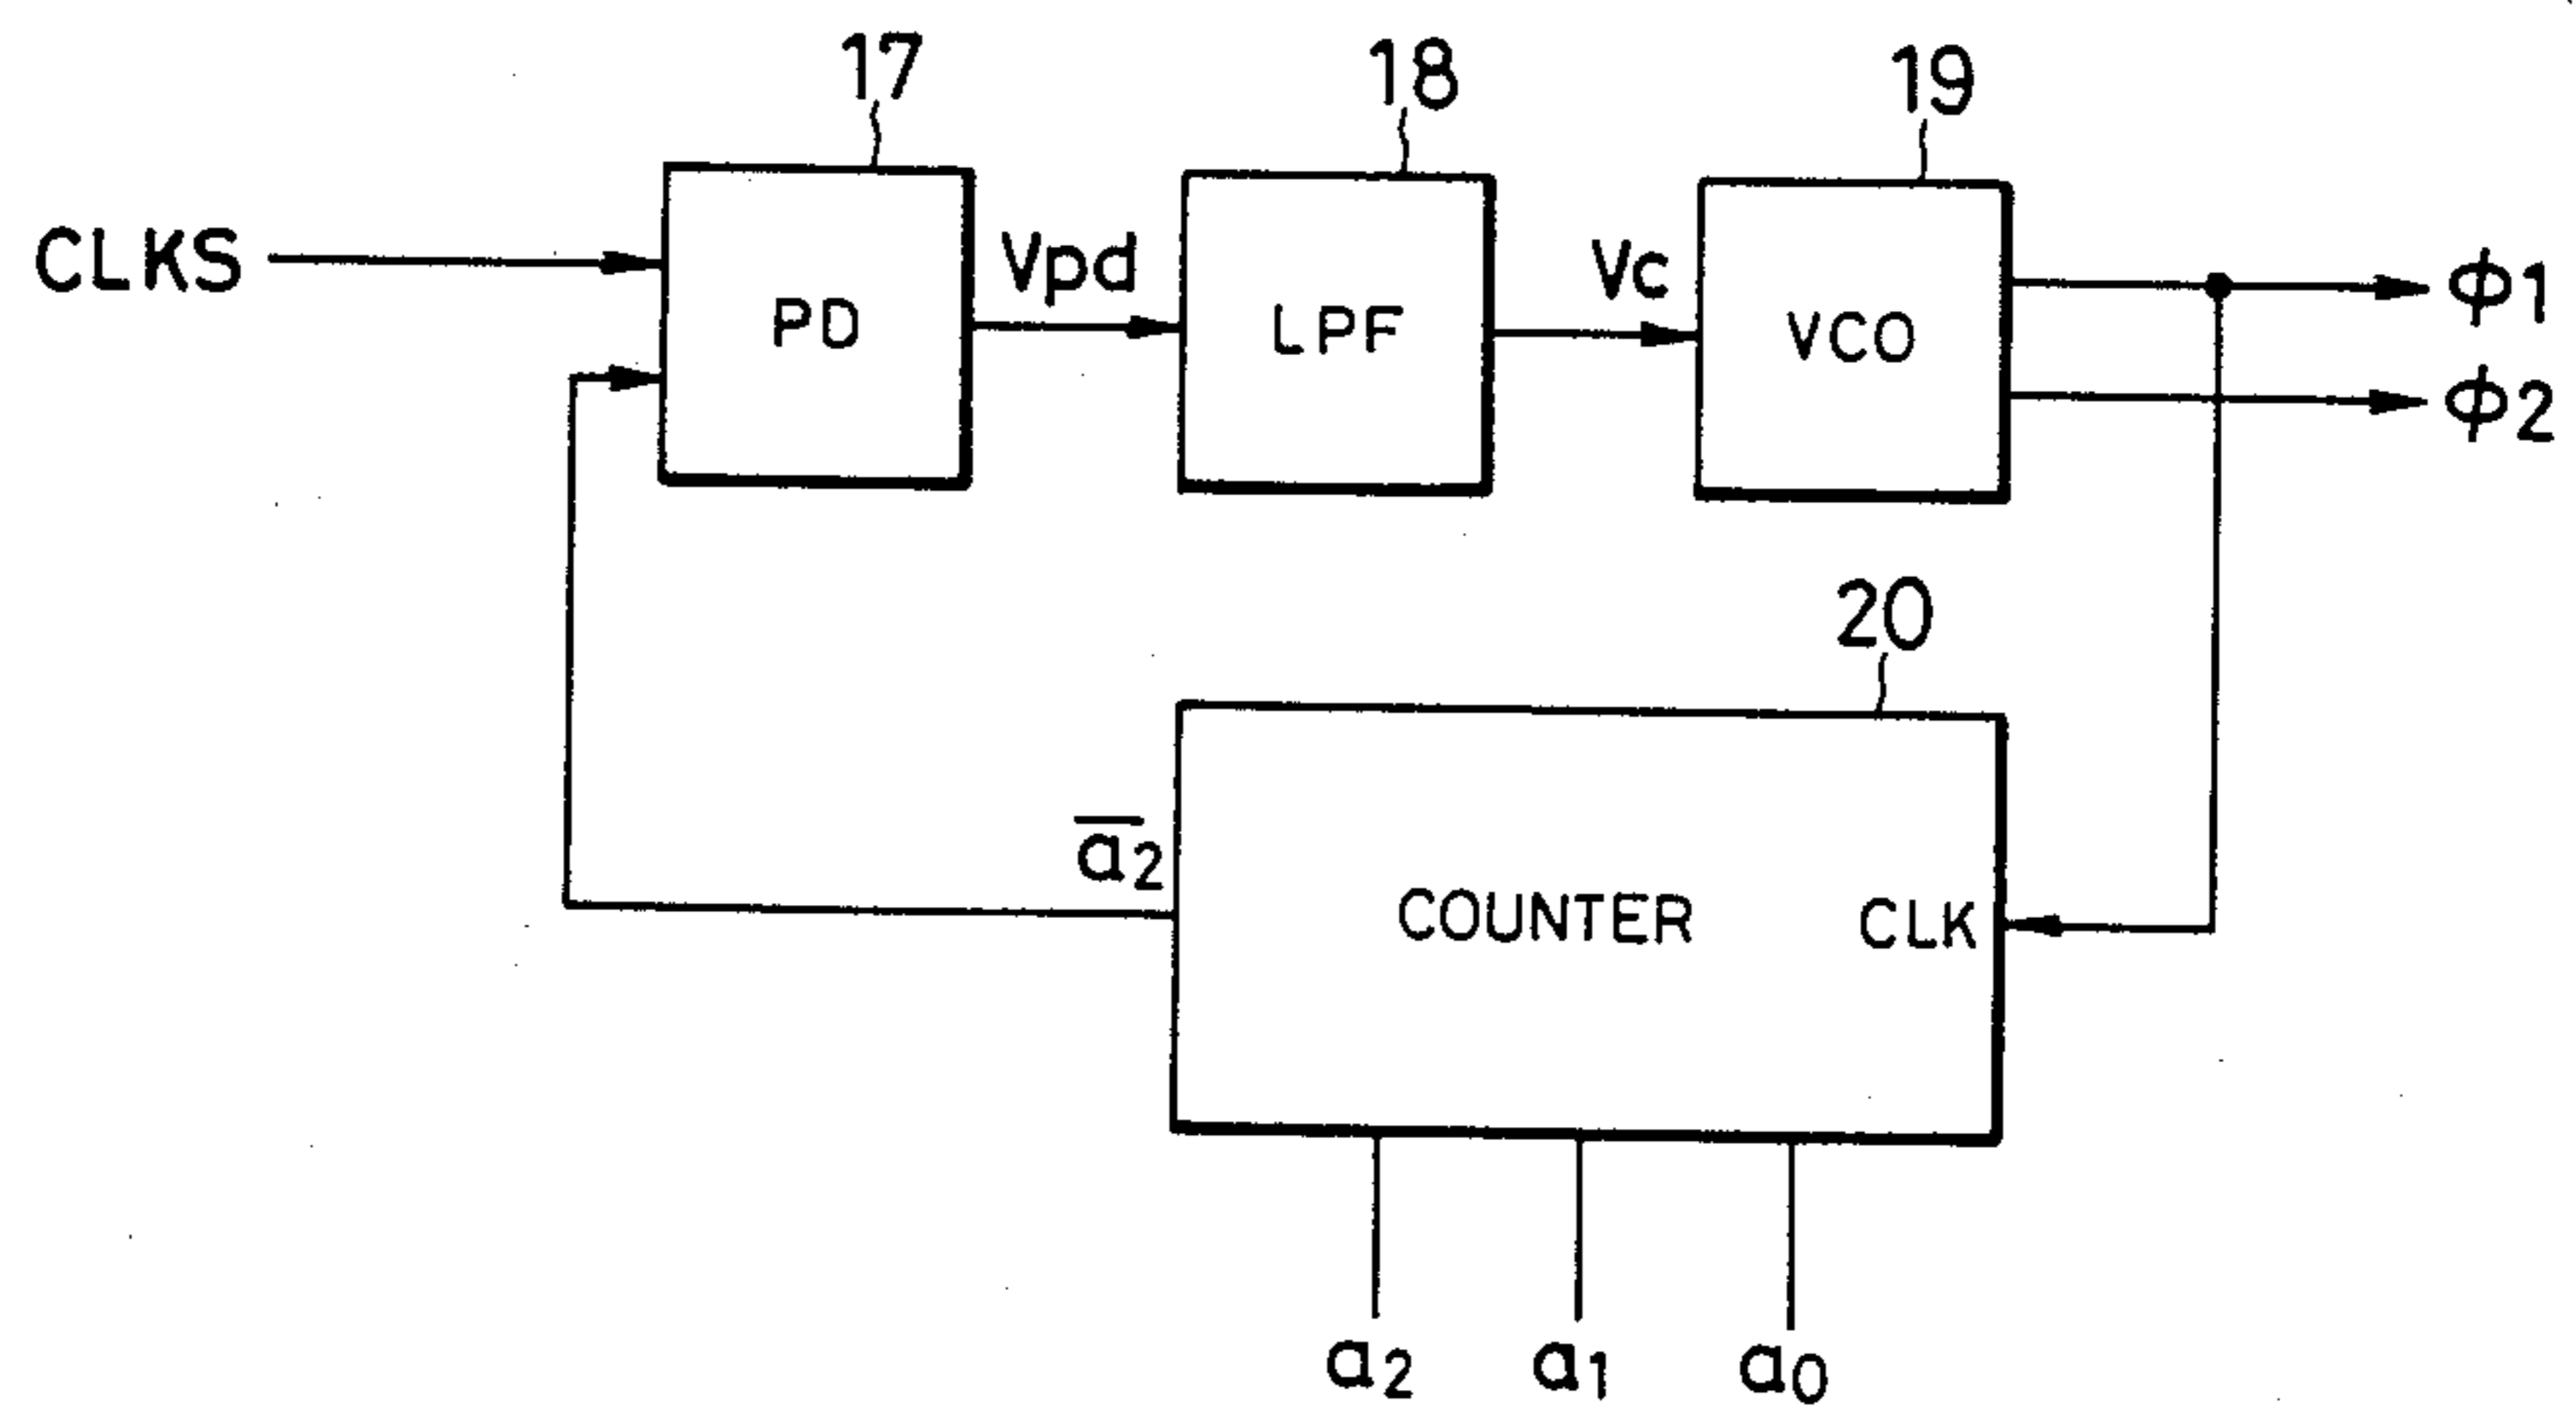 17
18
19
CLKS
PD
Vpd
LPF
Vc
VCO
ϕ1
ϕ2
20
a̅₂
COUNTER
CLK
a₂
a₁
a₀